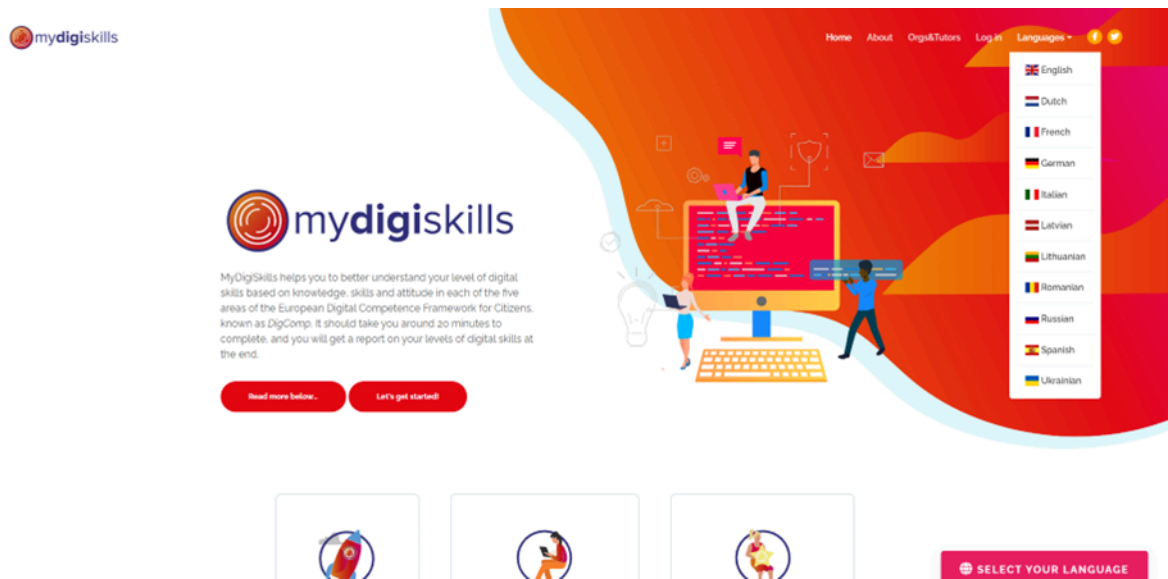 mydigiskills
Home About Orgs&Tutors Log in Languages
English
Dutch
French
German
Italian
Latvian
Lithuanian
Romanian
Russian
Spanish
Ukrainian
mydigiskills
MyDigiSkills helps you to better understand your level of digital
skills based on knowledge, skills and attitude in each of the five
areas of the European Digital Competence Framework for Citizens,
known as DigComp. It should take you around 20 minutes to
complete, and you will get a report on your levels of digital skills at
the end.
Read more below... Let's get started!
SELECT YOUR LANGUAGE